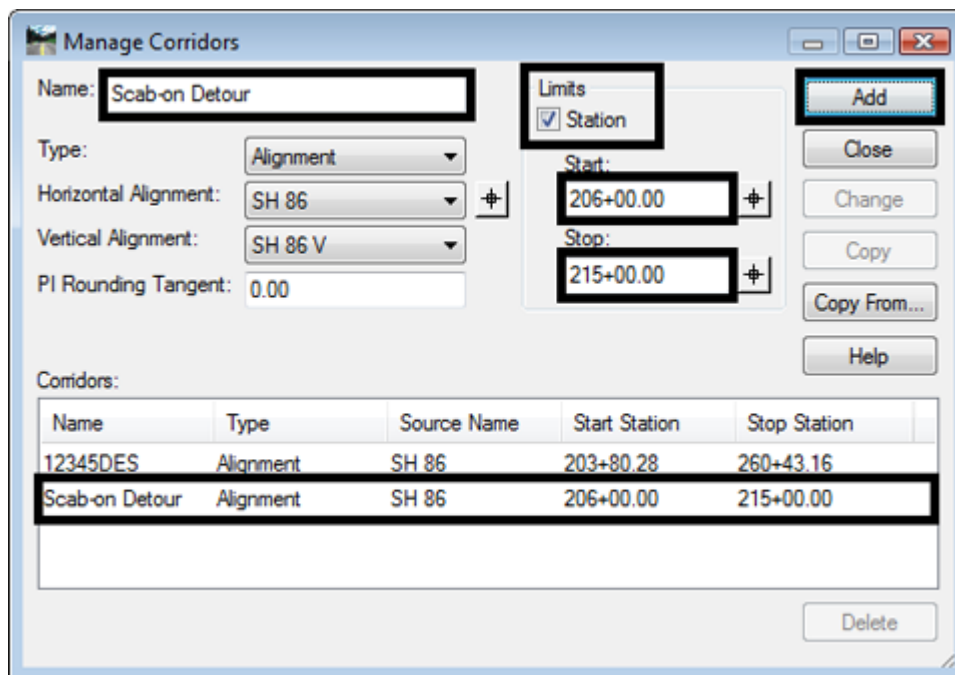 Manage Corridors
Name: Scab-on Detour
Limits
Station
Add
Type: Alignment
Start:
Close
Horizontal Alignment: SH 86
206+00.00
Change
Vertical Alignment: SH 86 V
Stop:
Copy
PI Rounding Tangent: 0.00
215+00.00
Copy From...
Help
Corridors:
Name Type Source Name Start Station Stop Station
12345DES Alignment SH 86 203+80.28 260+43.16
Scab-on Detour Alignment SH 86 206+00.00 215+00.00
Delete